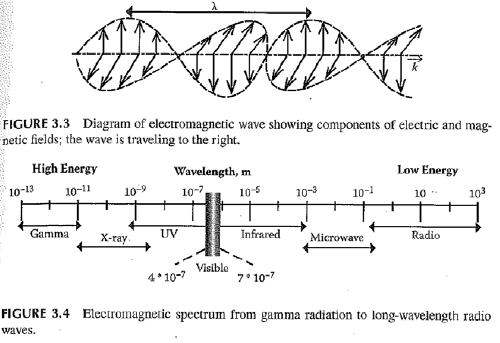 λ
k
FIGURE 3.3 Diagram of electromagnetic wave showing components of electric and mag-
netic fields; the wave is traveling to the right.
High Energy Wavelength, m Low Energy
10⁻¹³ 10⁻¹¹ 10⁻⁹ 10⁻⁷ 10⁻⁵ 10⁻³ 10⁻¹ 10 10³
Gamma X-ray UV Infrared Microwave Radio
4*10⁻⁷ Visible 7*10⁻⁷
FIGURE 3.4 Electromagnetic spectrum from gamma radiation to long-wavelength radio
waves.